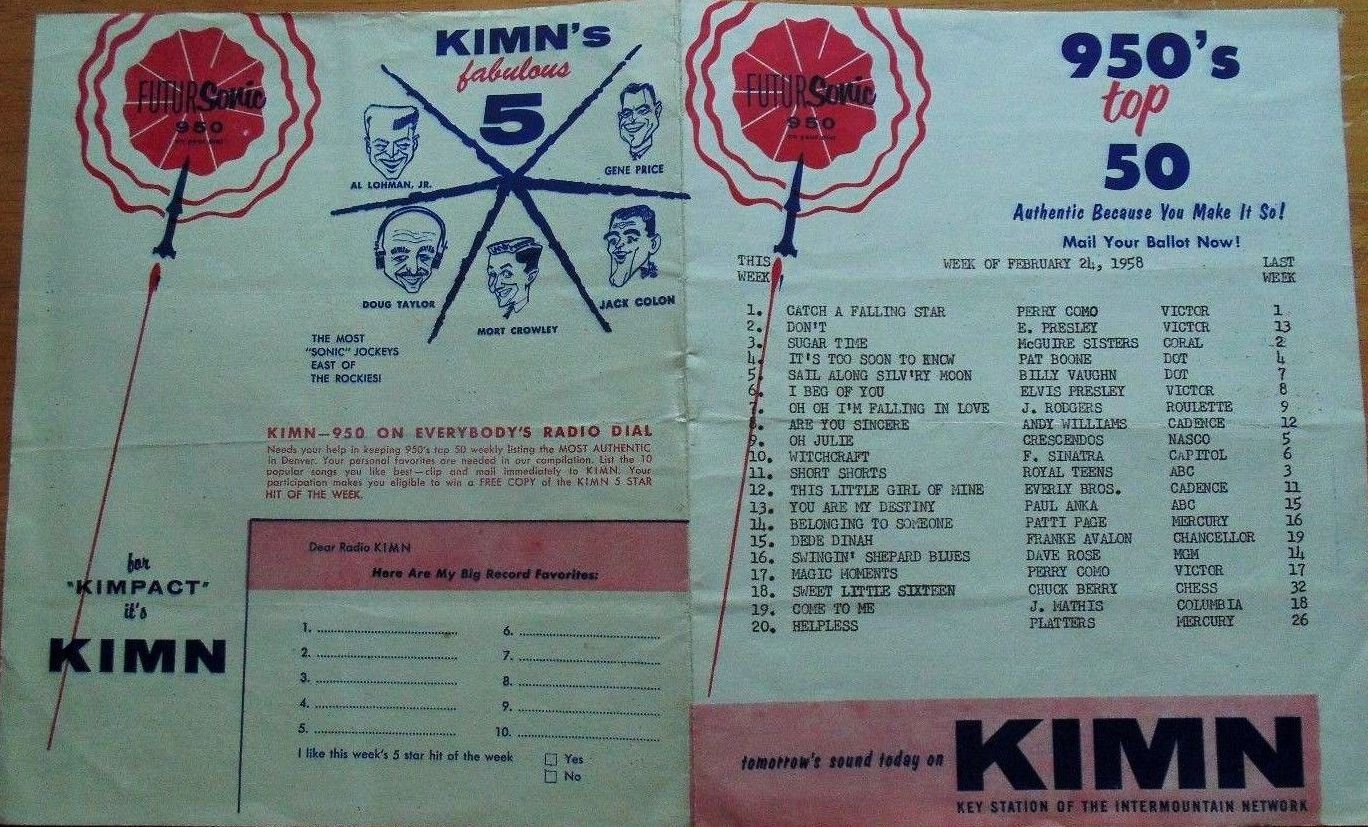 FUTURSonic
950
KIMN's
fabulous
5
AL LOHMAN, JR.
GENE PRICE
DOUG TAYLOR
MORT CROWLEY
JACK COLON
THE MOST
"SONIC" JOCKEYS
EAST OF
THE ROCKIES!
KIMN—950 ON EVERYBODY'S RADIO DIAL
Needs your help in keeping 950's top 50 weekly listing the MOST AUTHENTIC
in Denver. Your personal favorites are needed in our compilation. List the 10
popular songs you like best—clip and mail immediately to KIMN. Your
participation makes you eligible to win a FREE COPY of the KIMN 5 STAR
HIT OF THE WEEK.
for
"KIMPACT"
it's
KIMN
Dear Radio KIMN
Here Are My Big Record Favorites:
1. 6.
2. 7.
3. 8.
4. 9.
5. 10.
I like this week's 5 star hit of the week
Yes
No
FUTURSonic
950
950's
top
50
Authentic Because You Make It So!
Mail Your Ballot Now!
THIS WEEK OF FEBRUARY 24, 1958 LAST
WEEK WEEK
1. CATCH A FALLING STAR PERRY COMO VICTOR 1
2. DON'T E. PRESLEY VICTOR 13
3. SUGAR TIME McGUIRE SISTERS CORAL 2
4. IT'S TOO SOON TO KNOW PAT BOONE DOT 4
5. SAIL ALONG SILV'RY MOON BILLY VAUGHN DOT 7
6. I BEG OF YOU ELVIS PRESLEY VICTOR 8
7. OH OH I'M FALLING IN LOVE J. RODGERS ROULETTE 9
8. ARE YOU SINCERE ANDY WILLIAMS CADENCE 12
9. OH JULIE CRESCENDOS NASCO 5
10. WITCHCRAFT F. SINATRA CAPITOL 6
11. SHORT SHORTS ROYAL TEENS ABC 3
12. THIS LITTLE GIRL OF MINE EVERLY BROS. CADENCE 11
13. YOU ARE MY DESTINY PAUL ANKA ABC 15
14. BELONGING TO SOMEONE PATTI PAGE MERCURY 16
15. DEDE DINAH FRANKE AVALON CHANCELLOR 19
16. SWINGIN' SHEPARD BLUES DAVE ROSE MGM 14
17. MAGIC MOMENTS PERRY COMO VICTOR 17
18. SWEET LITTLE SIXTEEN CHUCK BERRY CHESS 32
19. COME TO ME J. MATHIS COLUMBIA 18
20. HELPLESS PLATTERS MERCURY 26
tomorrow's sound today on KIMN
KEY STATION OF THE INTERMOUNTAIN NETWORK